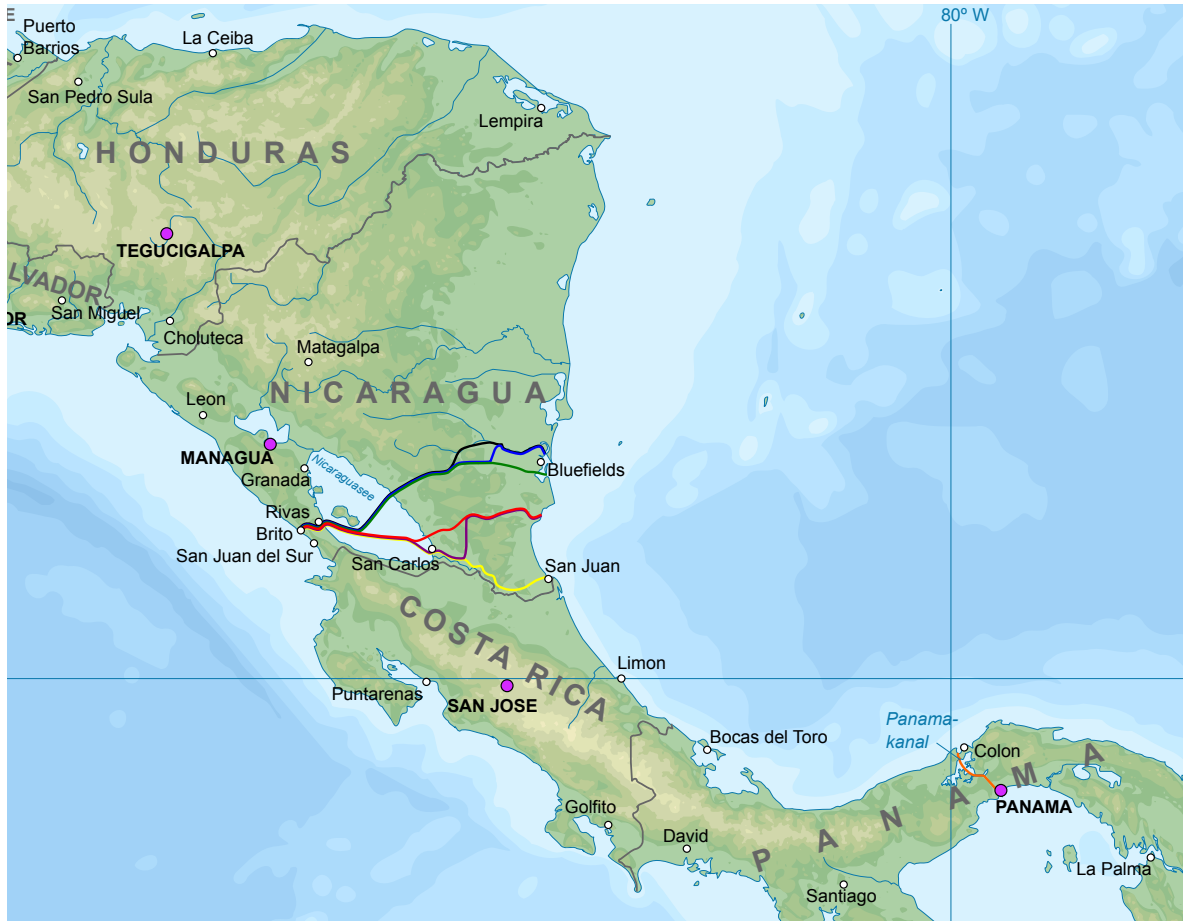 E
80° W
Puerto
Barrios
La Ceiba
San Pedro Sula
Lempira
HONDURAS
TEGUCIGALPA
LVADOR
San Miguel
OR
Choluteca
Matagalpa
NICARAGUA
Leon
MANAGUA
Nicaraguasee
Granada
Bluefields
Rivas
Brito
San Juan del Sur
San Carlos
San Juan
COSTA RICA
Limon
Puntarenas
SAN JOSE
Panama-
kanal
Bocas del Toro
Colon
PANAMA
PANAMA
Golfito
David
La Palma
Santiago